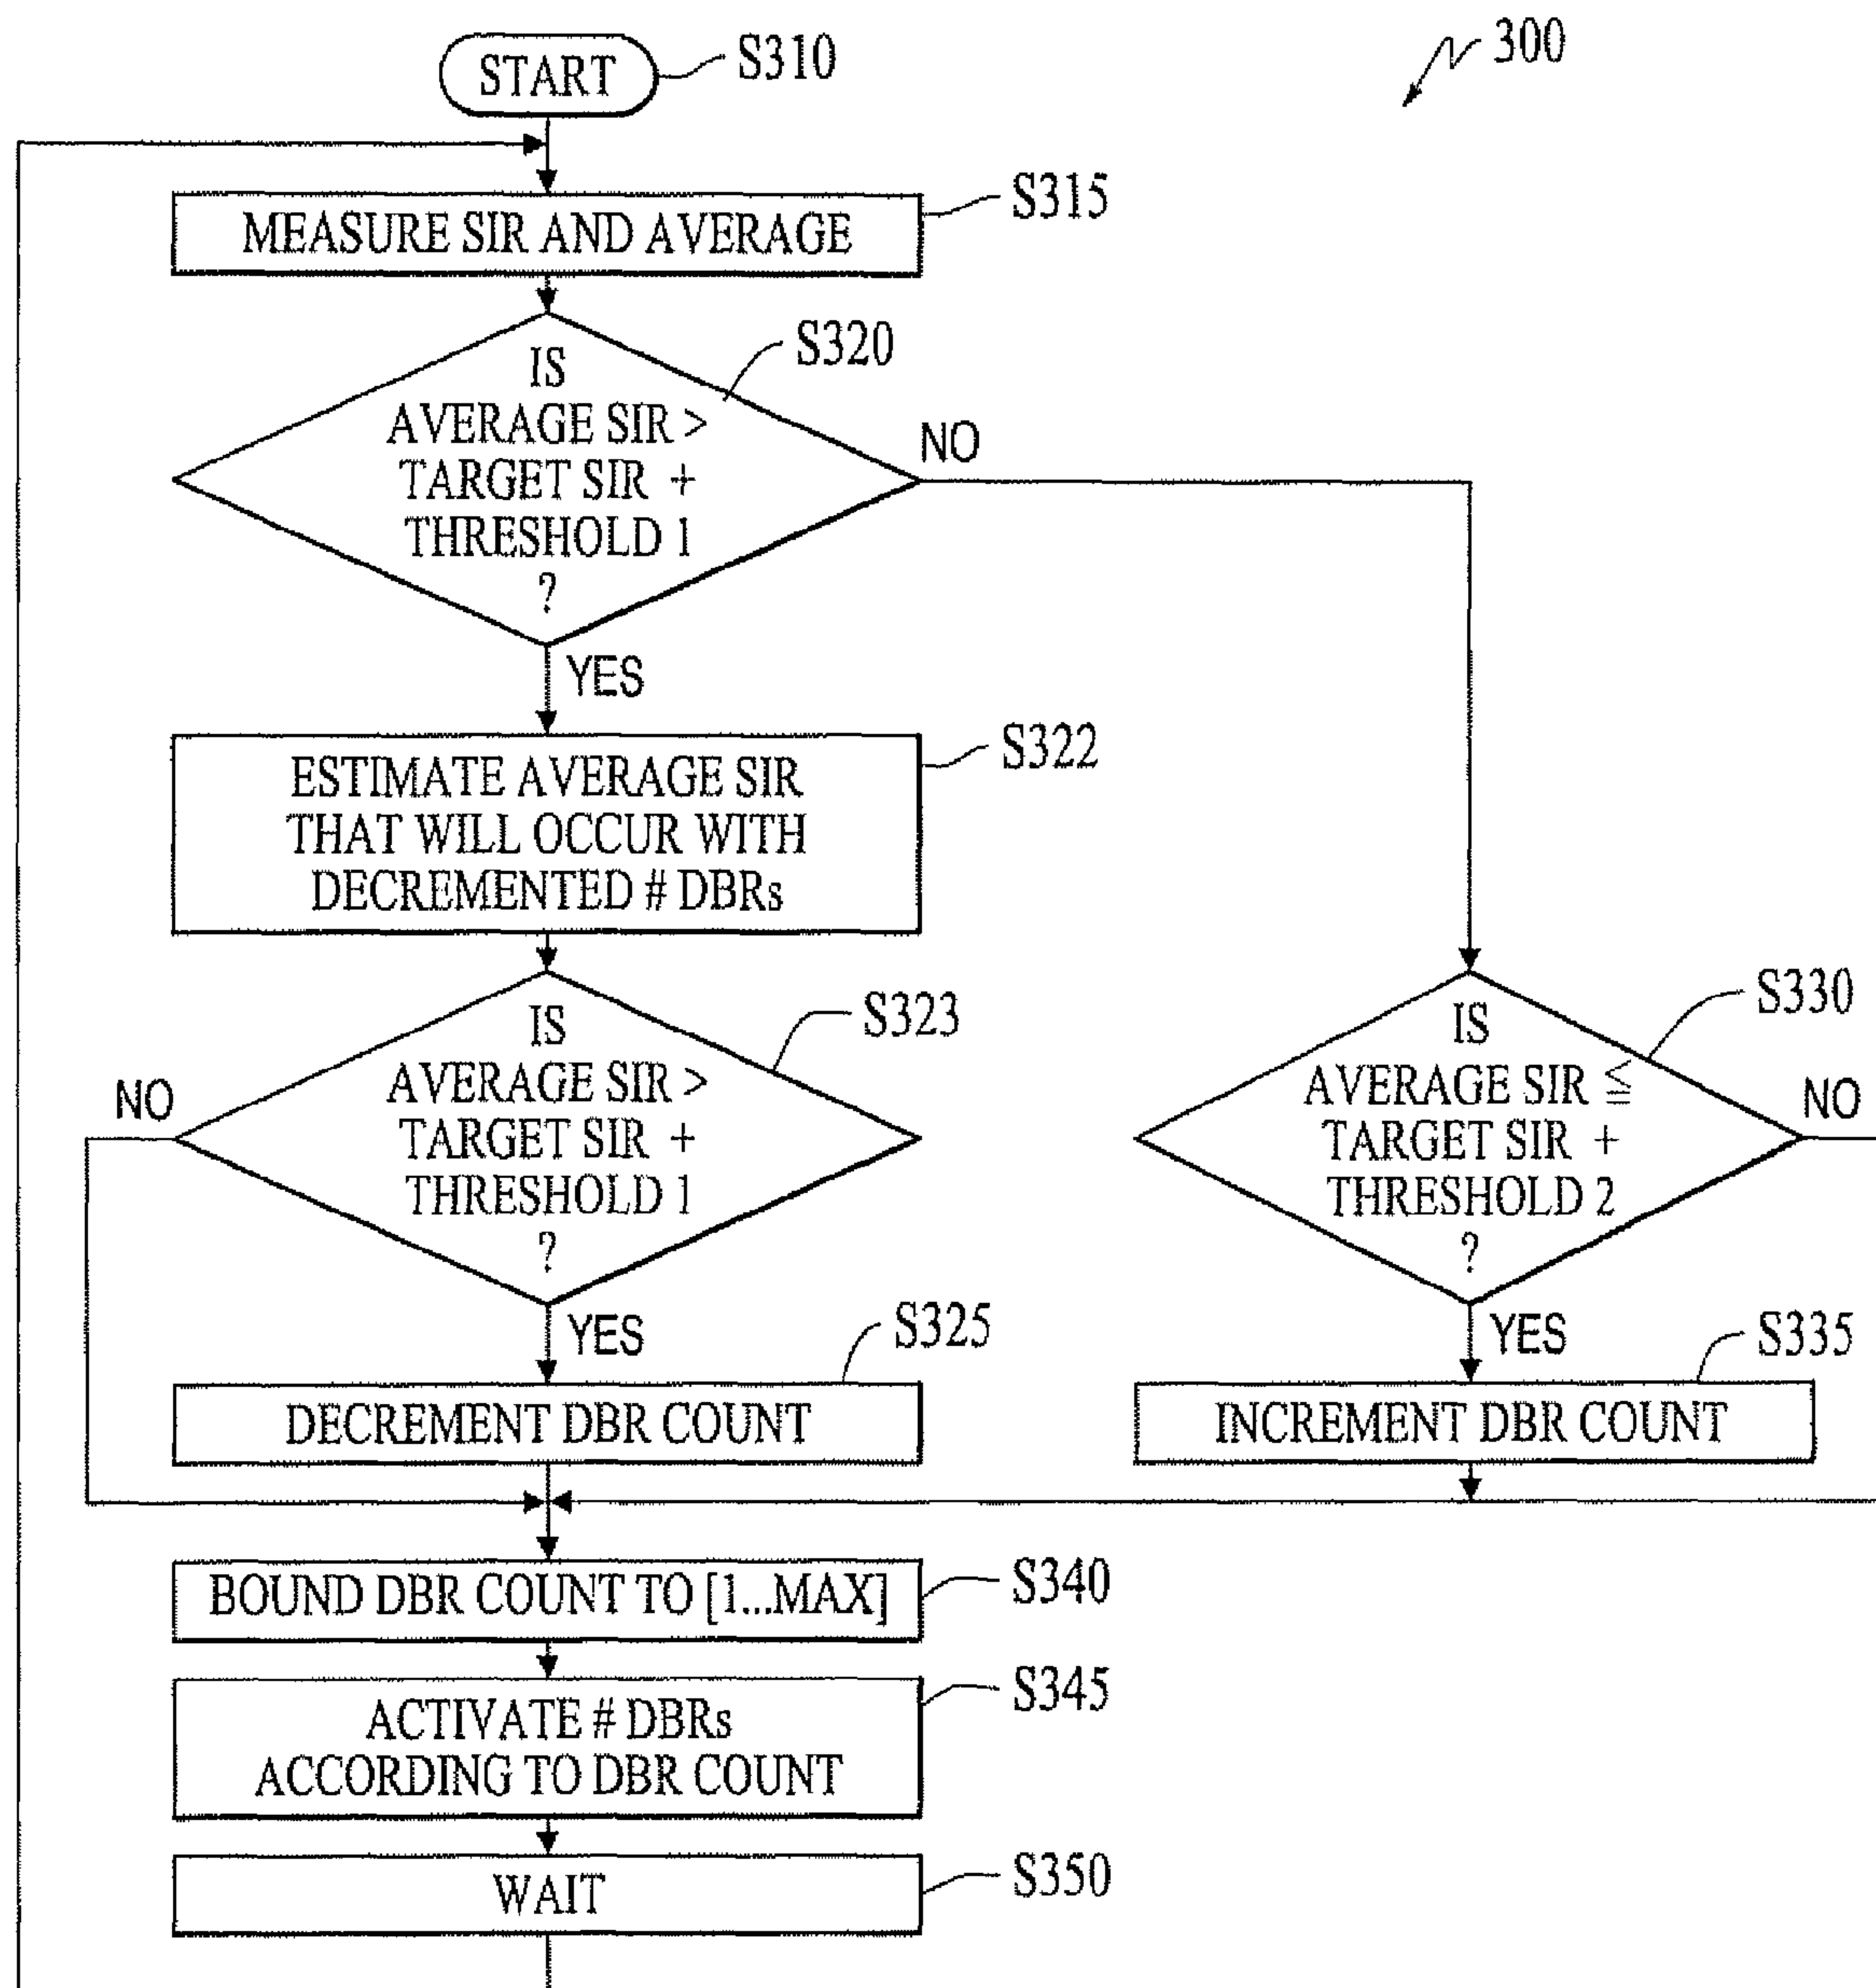 START
S310
300
MEASURE SIR AND AVERAGE
S315
IS
AVERAGE SIR >
TARGET SIR +
THRESHOLD 1
?
S320
NO
YES
ESTIMATE AVERAGE SIR
THAT WILL OCCUR WITH
DECREMENTED # DBRs
S322
IS
AVERAGE SIR >
TARGET SIR +
THRESHOLD 1
?
S323
NO
YES
IS
AVERAGE SIR ≦
TARGET SIR +
THRESHOLD 2
?
S330
NO
YES
DECREMENT DBR COUNT
S325
INCREMENT DBR COUNT
S335
BOUND DBR COUNT TO [1...MAX]
S340
ACTIVATE # DBRs
ACCORDING TO DBR COUNT
S345
WAIT
S350